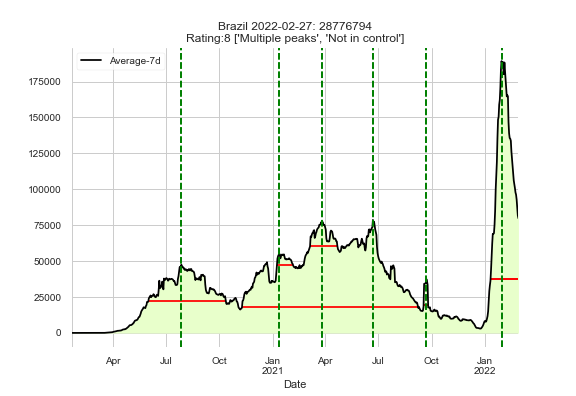 Brazil 2022-02-27: 28776794
Rating:8 ['Multiple peaks', 'Not in control']
Average-7d
175000
150000
125000
100000
75000
50000
25000
0
Apr Jul Oct Jan Apr Jul Oct Jan
2021 2022
Date